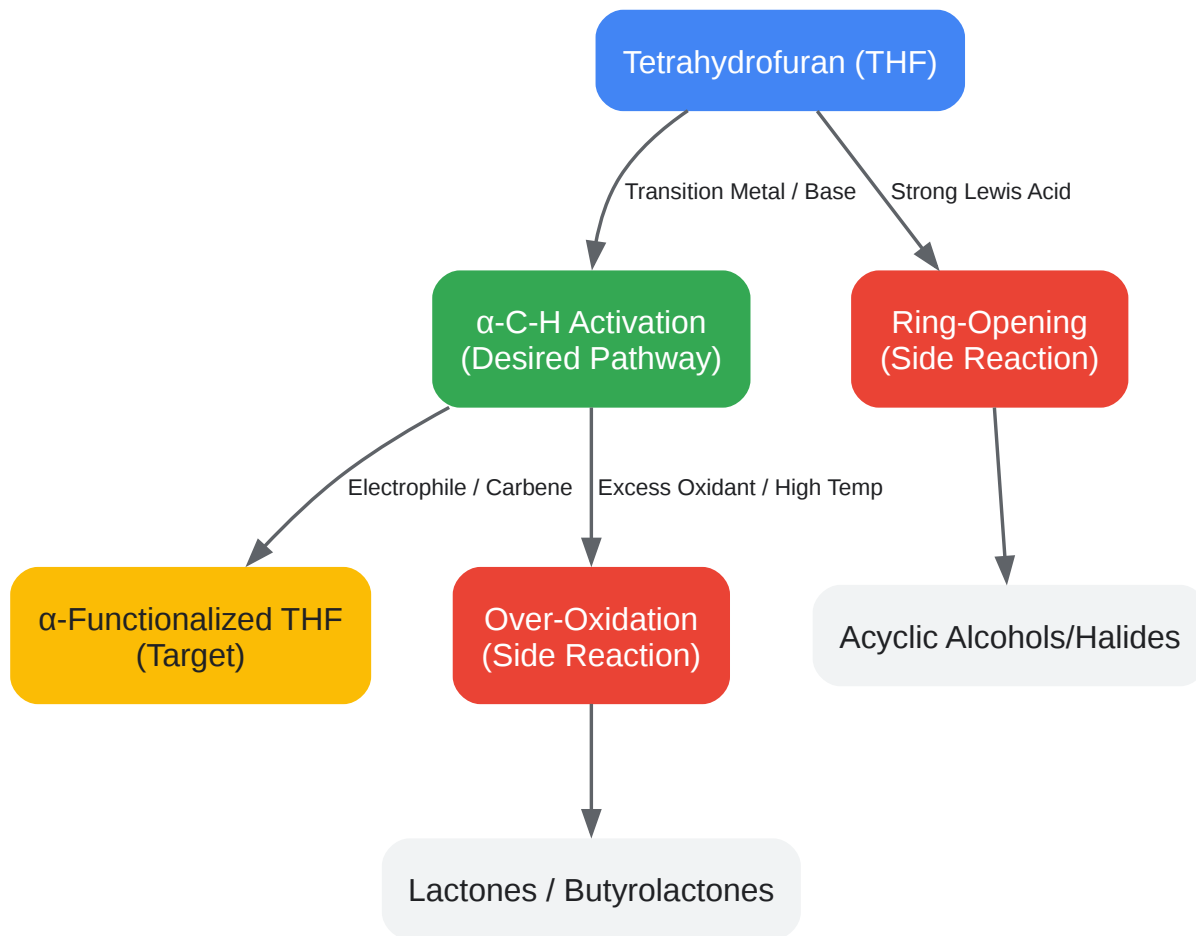 Tetrahydrofuran (THF)
Transition Metal / Base
Strong Lewis Acid
α-C-H Activation
(Desired Pathway)
Ring-Opening
(Side Reaction)
Electrophile / Carbene
Excess Oxidant / High Temp
α-Functionalized THF
(Target)
Over-Oxidation
(Side Reaction)
Acyclic Alcohols/Halides
Lactones / Butyrolactones